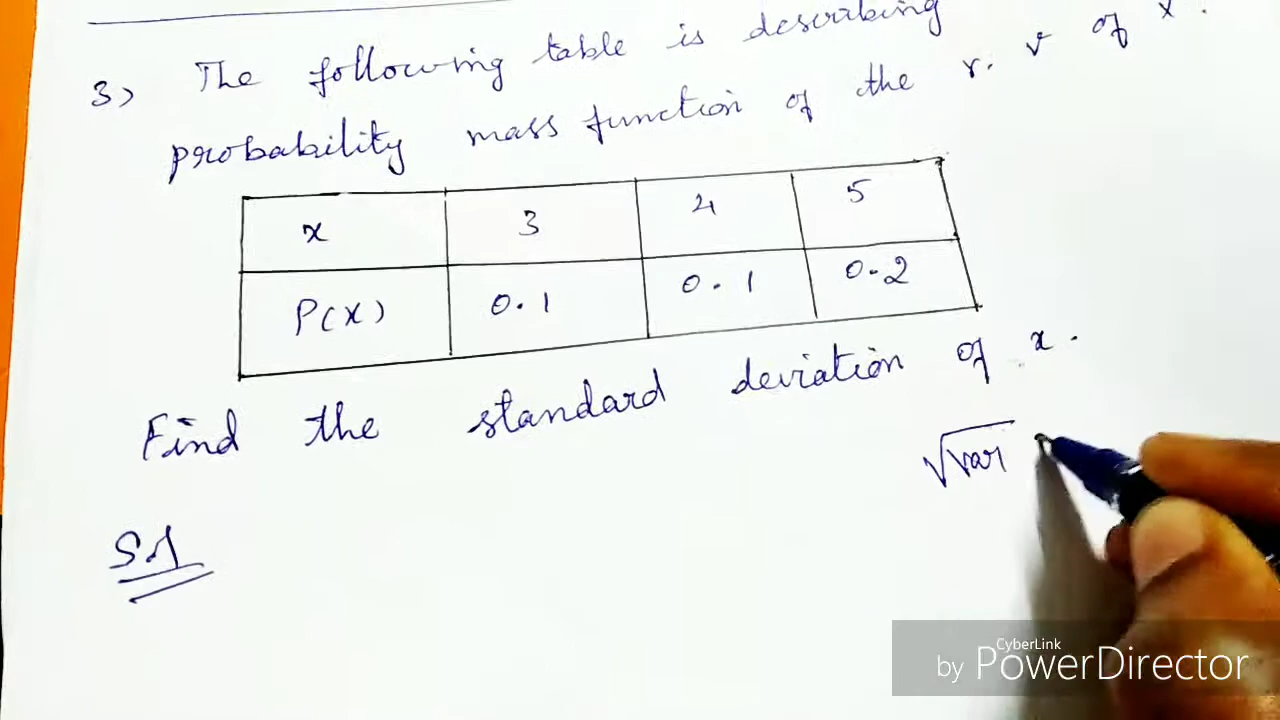 3) The following table is describing
probability mass function of the r.v of x.
x 3 4 5
P(x) 0.1 0.1 0.2
Find the standard deviation of x.
√var
CyberLink
by PowerDirector